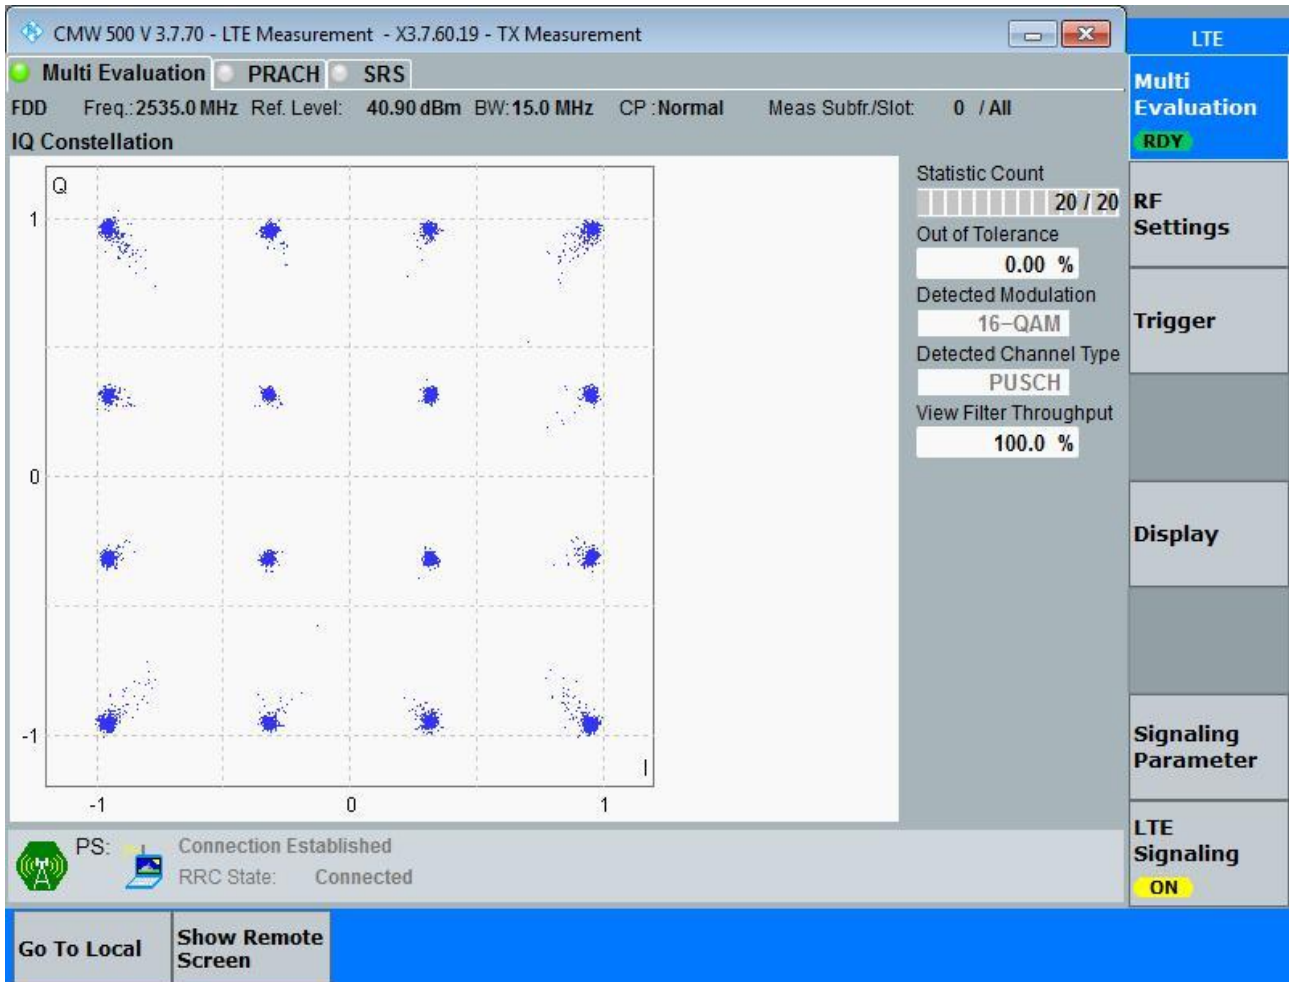 CMW 500 V 3.7.70 - LTE Measurement - X3.7.60.19 - TX Measurement
LTE
Multi Evaluation PRACH SRS
FDD Freq.: 2535.0 MHz Ref. Level: 40.90 dBm BW: 15.0 MHz CP : Normal Meas Subfr./Slot: 0 / All
IQ Constellation
Q
1
0
-1
-1 0 1
I
Statistic Count
20 / 20
Out of Tolerance
0.00 %
Detected Modulation
16-QAM
Detected Channel Type
PUSCH
View Filter Throughput
100.0 %
Multi
Evaluation
RDY
RF
Settings
Trigger
Display
Signaling
Parameter
LTE
Signaling
ON
PS: Connection Established
RRC State: Connected
Go To Local
Show Remote
Screen